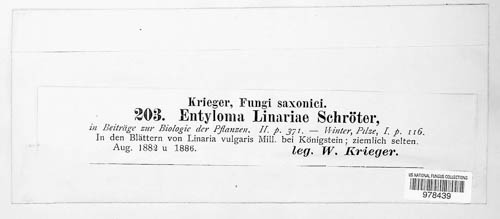 Krieger, Fungi saxonici.
203. Entyloma Linariae Schröter,
in Beiträge zur Biologie der Pflanzen. II. p. 371. — Winter, Pilze, I. p. 116.
In den Blättern von Linaria vulgaris Mill. bei Königstein; ziemlich selten.
Aug. 1882 u 1886. leg. W. Krieger.
US NATIONAL FUNGUS COLLECTIONS
978439